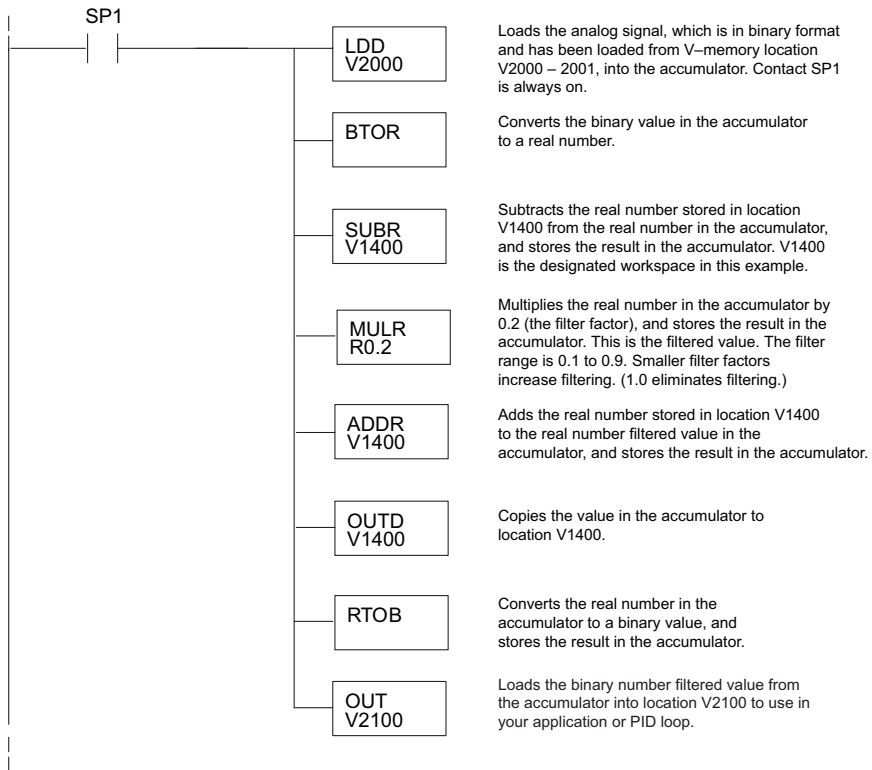 SP1
LDD
V2000
Loads the analog signal, which is in binary format
and has been loaded from V–memory location
V2000 – 2001, into the accumulator. Contact SP1
is always on.
BTOR
Converts the binary value in the accumulator
to a real number.
SUBR
V1400
Subtracts the real number stored in location
V1400 from the real number in the accumulator,
and stores the result in the accumulator. V1400
is the designated workspace in this example.
MULR
R0.2
Multiplies the real number in the accumulator by
0.2 (the filter factor), and stores the result in the
accumulator. This is the filtered value. The filter
range is 0.1 to 0.9. Smaller filter factors
increase filtering. (1.0 eliminates filtering.)
ADDR
V1400
Adds the real number stored in location V1400
to the real number filtered value in the
accumulator, and stores the result in the accumulator.
OUTD
V1400
Copies the value in the accumulator to
location V1400.
RTOB
Converts the real number in the
accumulator to a binary value, and
stores the result in the accumulator.
OUT
V2100
Loads the binary number filtered value from
the accumulator into location V2100 to use in
your application or PID loop.